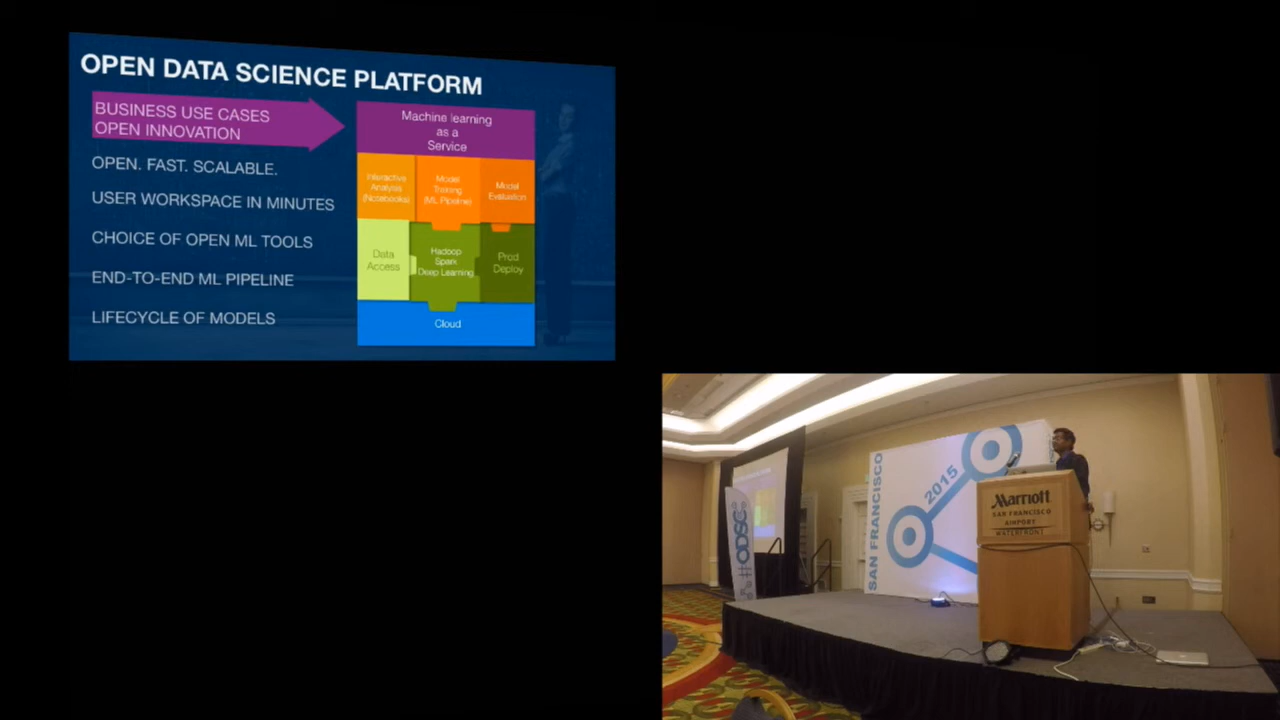 OPEN DATA SCIENCE PLATFORM
BUSINESS USE CASES
OPEN INNOVATION
OPEN. FAST. SCALABLE.
USER WORKSPACE IN MINUTES
CHOICE OF OPEN ML TOOLS
END-TO-END ML PIPELINE
LIFECYCLE OF MODELS
Machine learning
as a
Service
Interactive
Analysis
(Notebooks)
Model
Training
(ML Pipeline)
Model
Evaluation
Data
Access
Hadoop
Spark
Deep Learning
Prod
Deploy
Cloud
#ODSC
SAN FRANCISCO
2015
Marriott
SAN FRANCISCO
AIRPORT
WATERFRONT